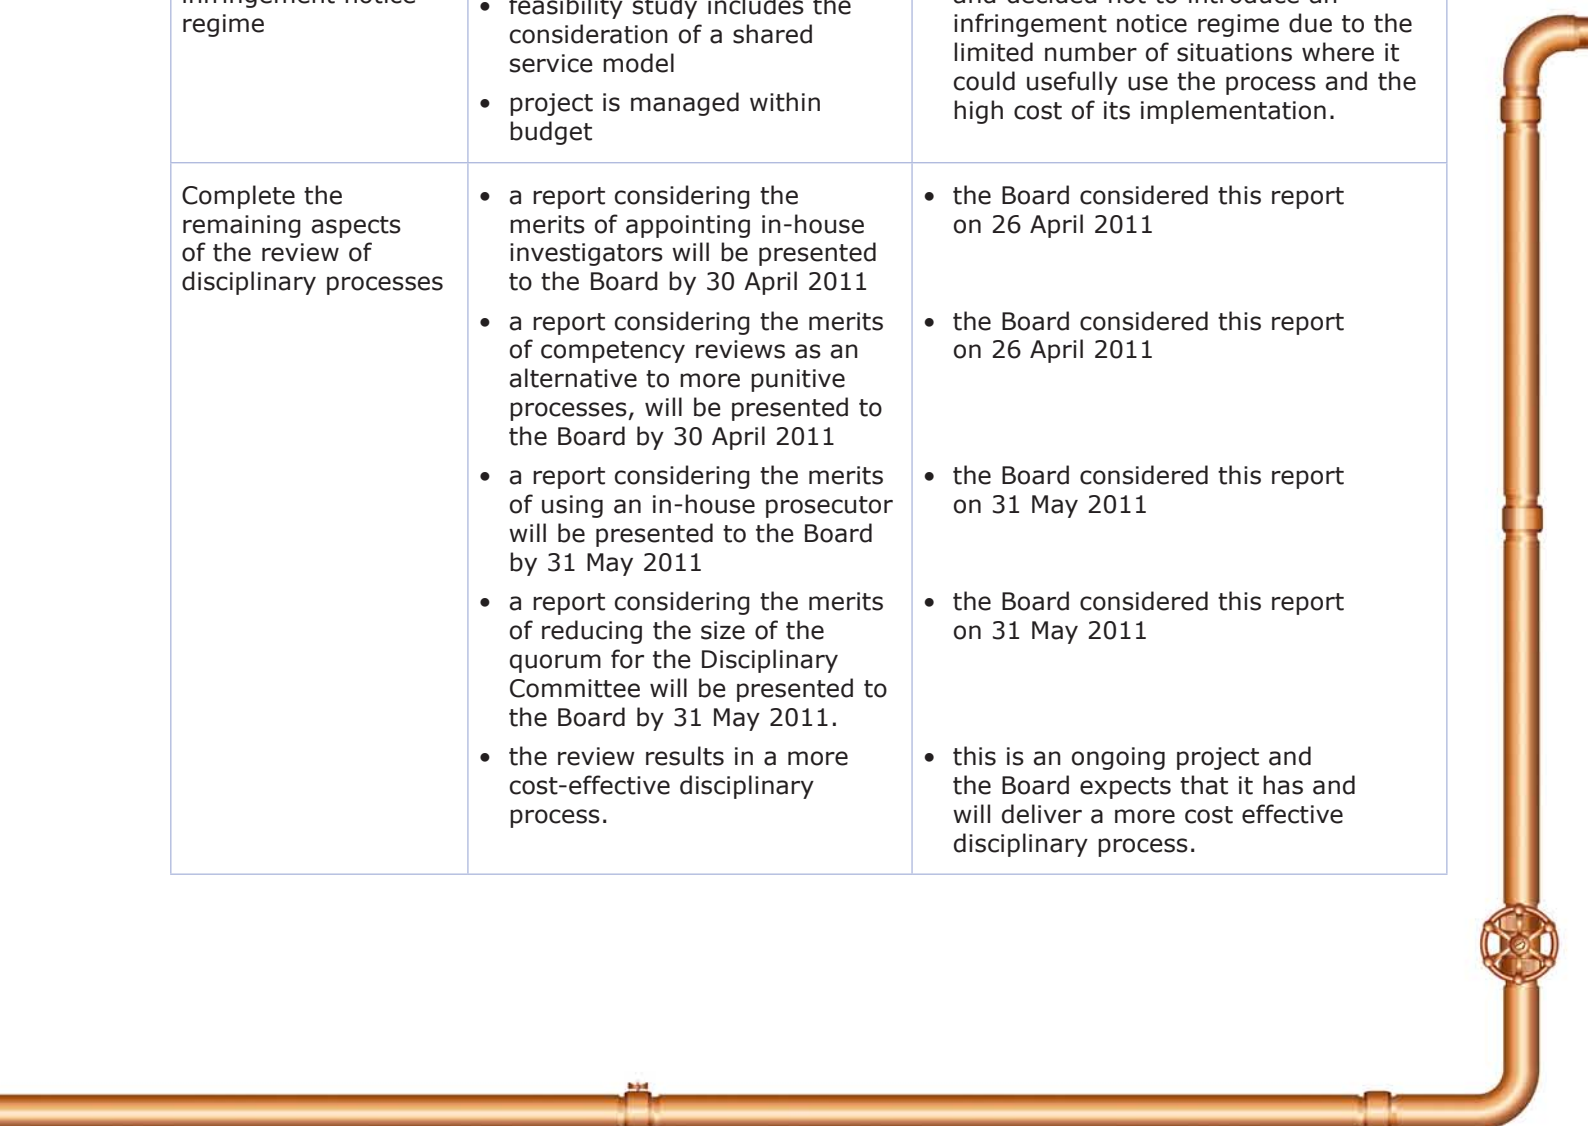 infringement notice
regime
• feasibility study includes the
consideration of a shared
service model
• project is managed within
budget
and decided not to introduce an
infringement notice regime due to the
limited number of situations where it
could usefully use the process and the
high cost of its implementation.
Complete the
remaining aspects
of the review of
disciplinary processes
• a report considering the
merits of appointing in-house
investigators will be presented
to the Board by 30 April 2011
• the Board considered this report
on 26 April 2011
• a report considering the merits
of competency reviews as an
alternative to more punitive
processes, will be presented to
the Board by 30 April 2011
• the Board considered this report
on 26 April 2011
• a report considering the merits
of using an in-house prosecutor
will be presented to the Board
by 31 May 2011
• the Board considered this report
on 31 May 2011
• a report considering the merits
of reducing the size of the
quorum for the Disciplinary
Committee will be presented to
the Board by 31 May 2011.
• the Board considered this report
on 31 May 2011
• the review results in a more
cost-effective disciplinary
process.
• this is an ongoing project and
the Board expects that it has and
will deliver a more cost effective
disciplinary process.